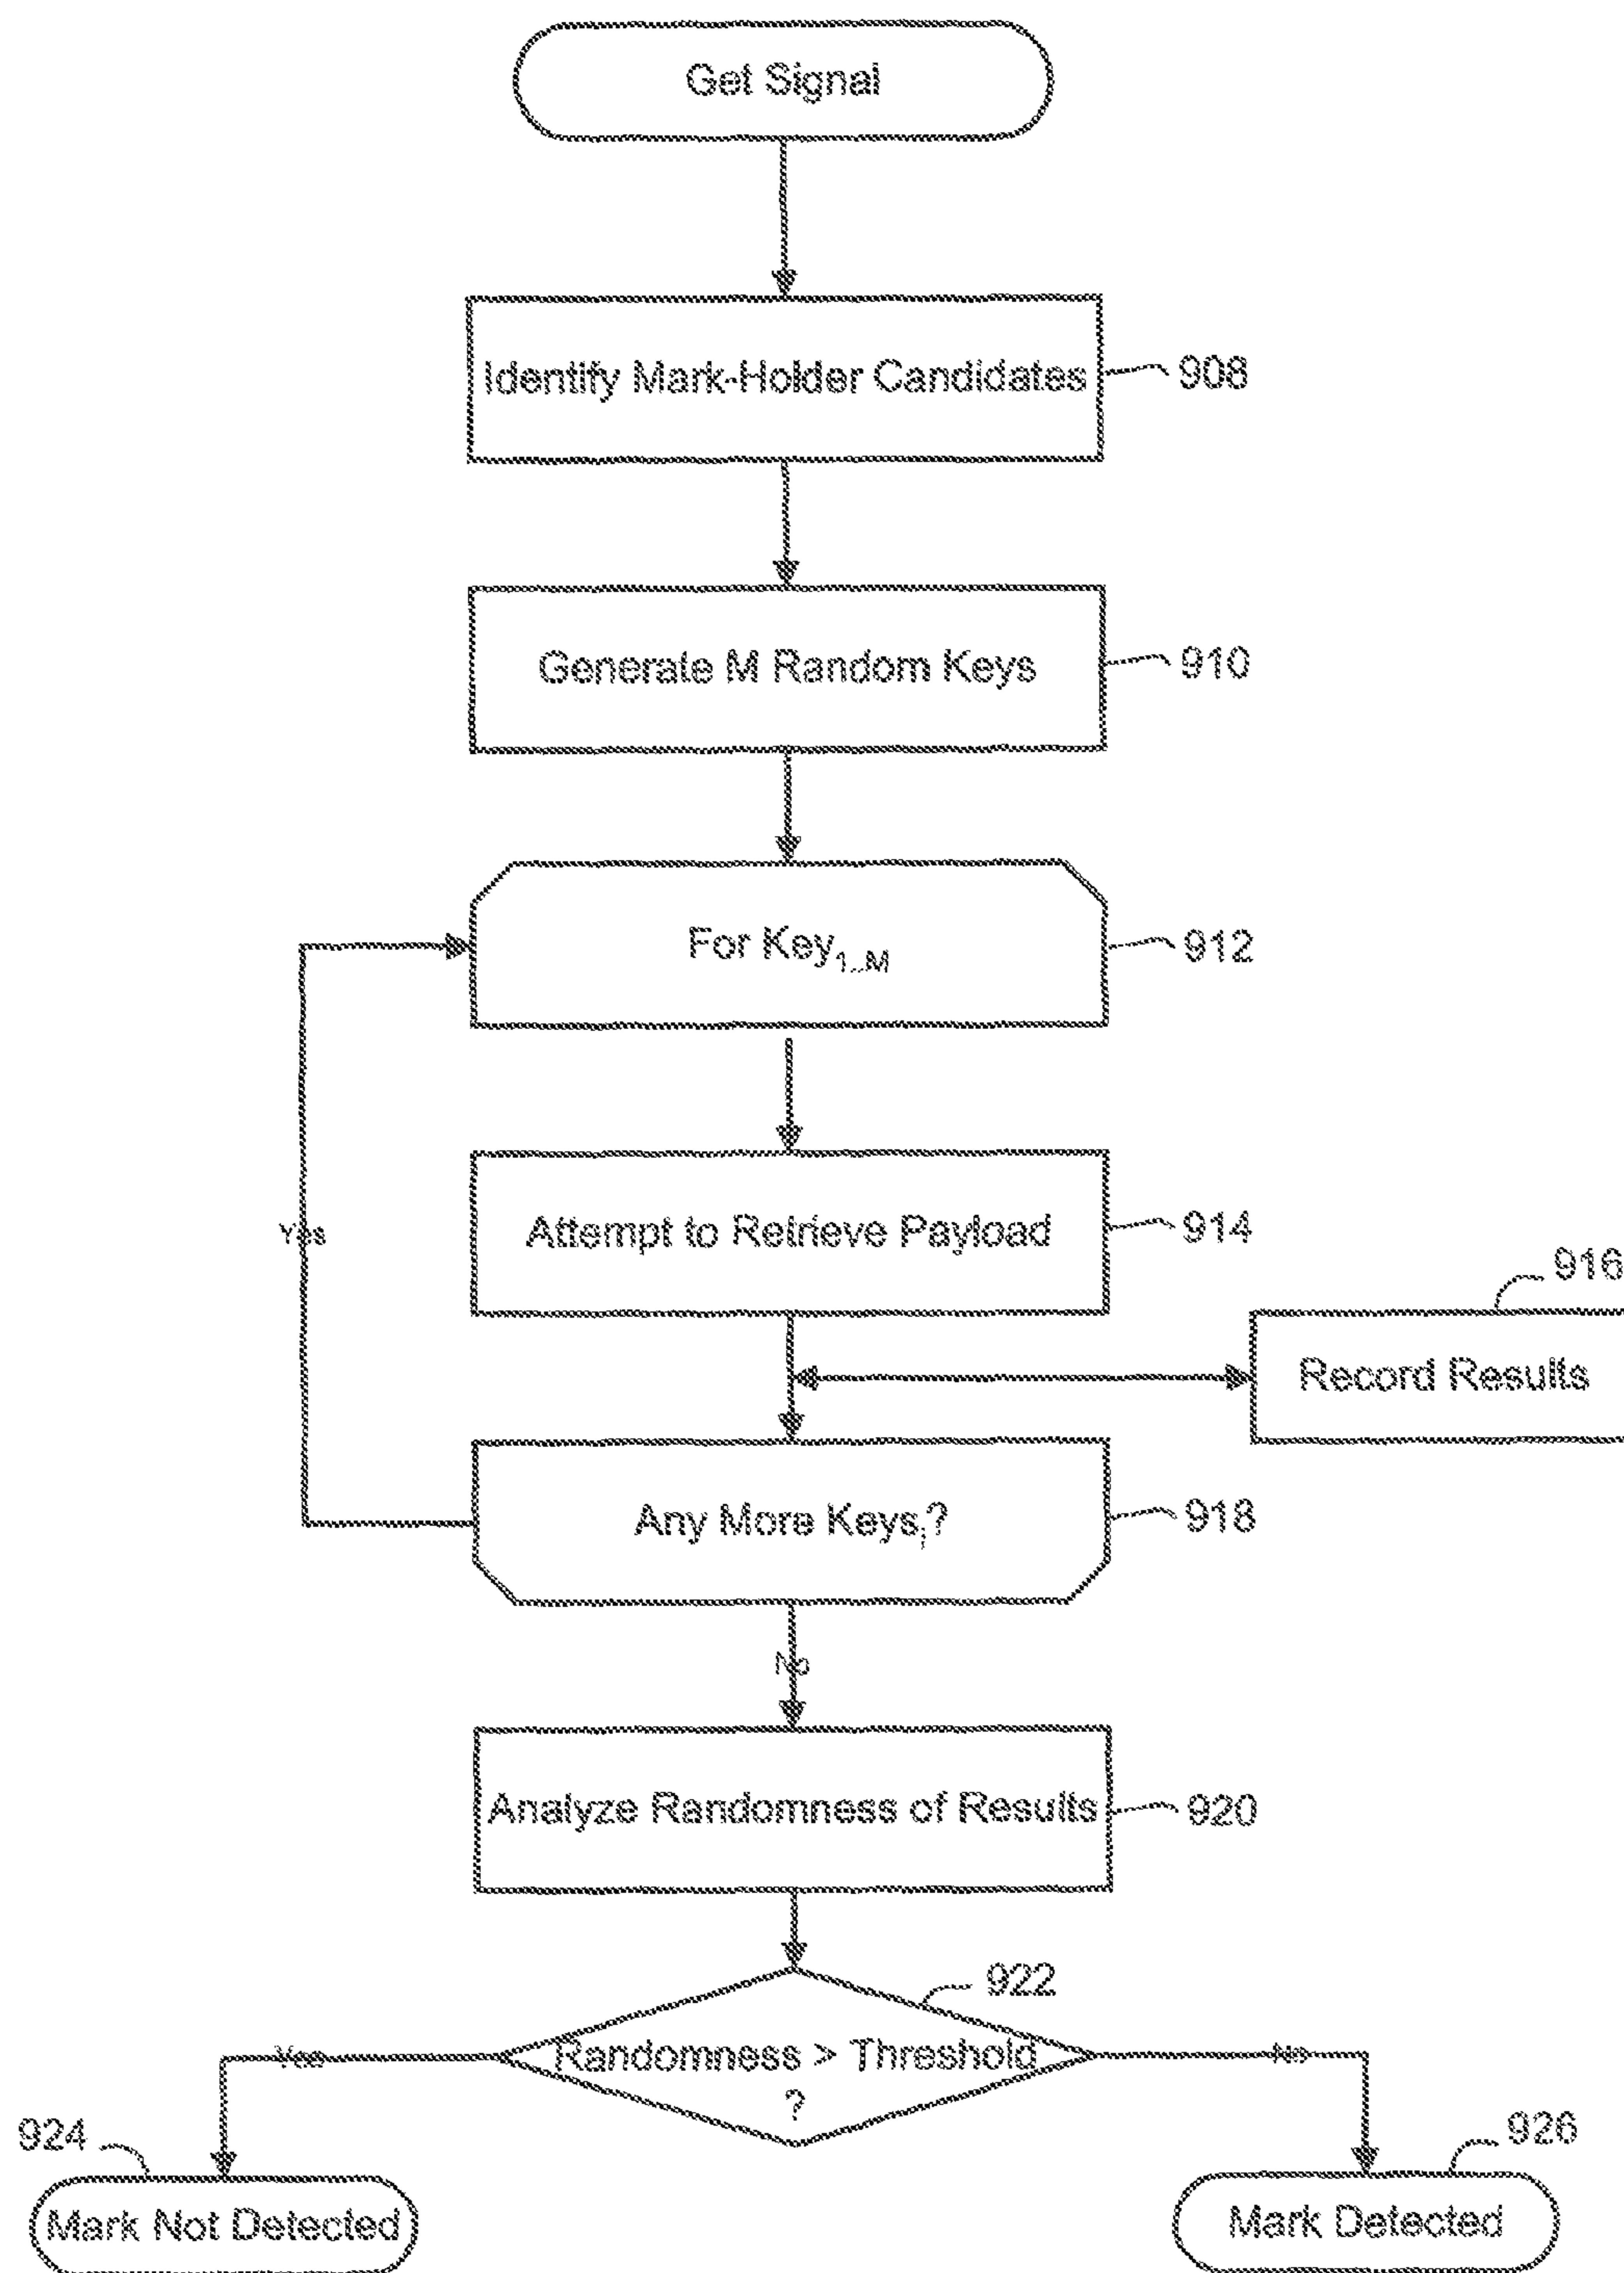 Get Signal
Identify Mark-Holder Candidates
908
Generate M Random Keys
910
For Key1...M
912
Attempt to Retrieve Payload
914
Yes
916
Record Results
Any More Keysi?
918
No
Analyze Randomness of Results
920
922
Randomness > Threshold
?
Yes
No
924
Mark Not Detected
926
Mark Detected